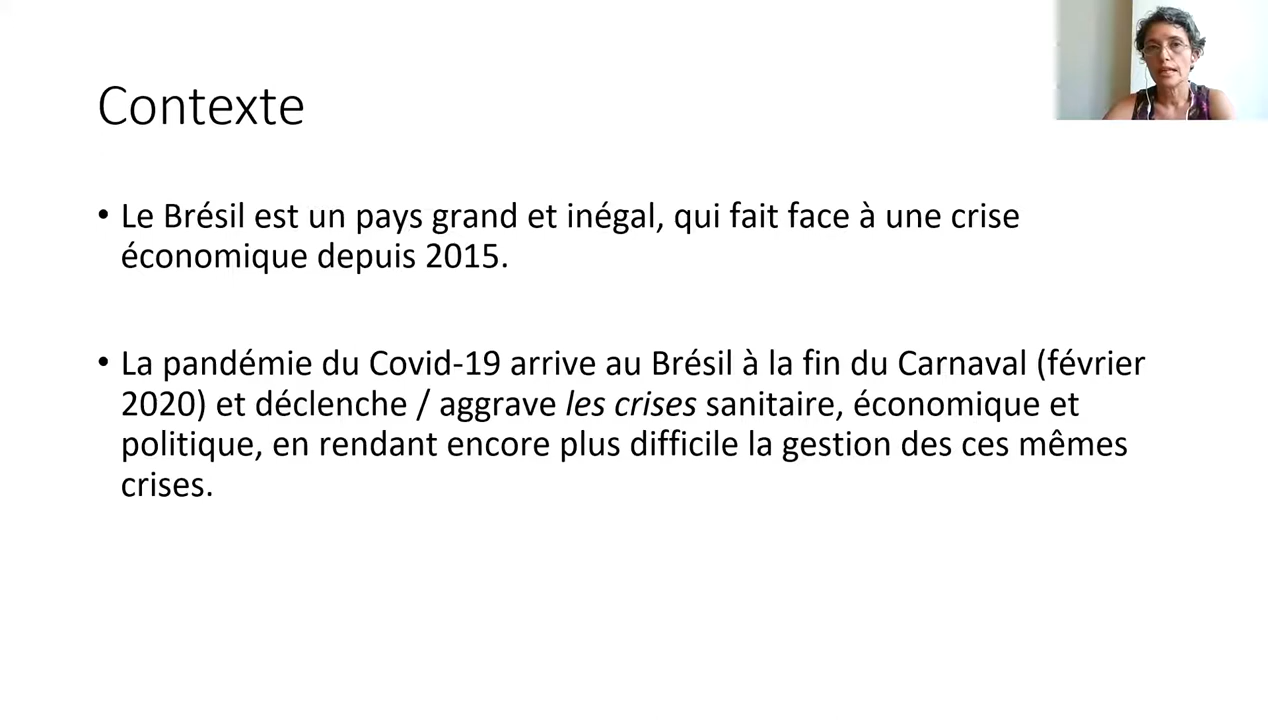 Contexte
• Le Brésil est un pays grand et inégal, qui fait face à une crise
économique depuis 2015.
• La pandémie du Covid-19 arrive au Brésil à la fin du Carnaval (février
2020) et déclenche / aggrave les crises sanitaire, économique et
politique, en rendant encore plus difficile la gestion des ces mêmes
crises.